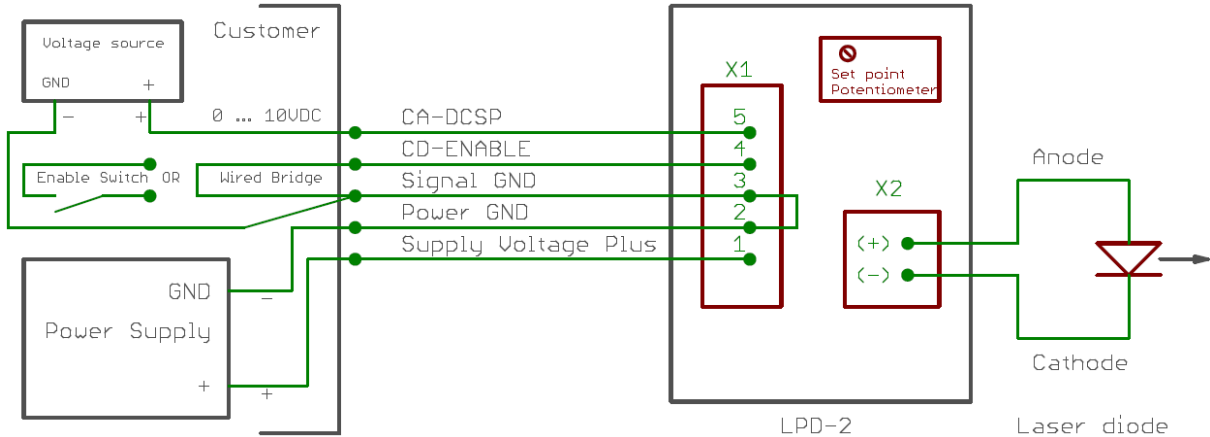 Customer
Voltage source
GND +
- +
0 ... 10VDC
Enable Switch OR
Wired Bridge
CA-DCSP
CD-ENABLE
Signal GND
Power GND
Supply Voltage Plus
GND
-
Power Supply
+
+
X1
5
4
3
2
1
Set point
Potentiometer
X2
(+)
(-)
LPD-2
Anode
Cathode
Laser diode